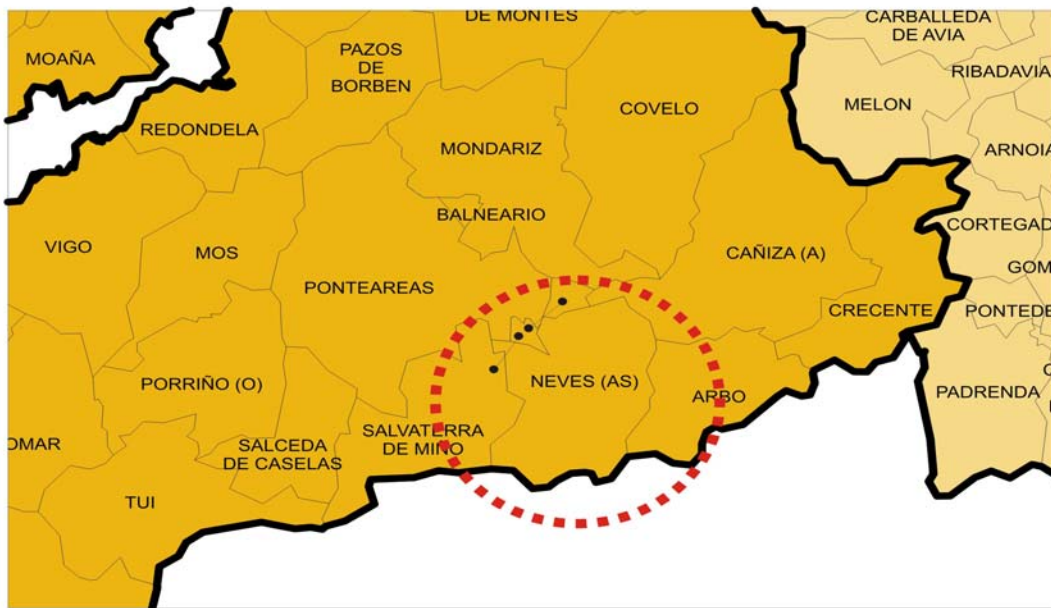 DE MONTES
CARBALLEDA
DE AVIA
MOAÑA
PAZOS
DE
BORBEN
RIBADAVIA
COVELO
MELON
REDONDELA
MONDARIZ
ARNOIA
BALNEARIO
CORTEGAD
VIGO
MOS
CAÑIZA (A)
GOM
PONTEAREAS
CRECENTE
PONTEDE
PORRIÑO (O)
NEVES (AS)
ARBO
PADRENDA
OMAR
SALCEDA
DE CASELAS
SALVATERRA
DE MIÑO
TUI